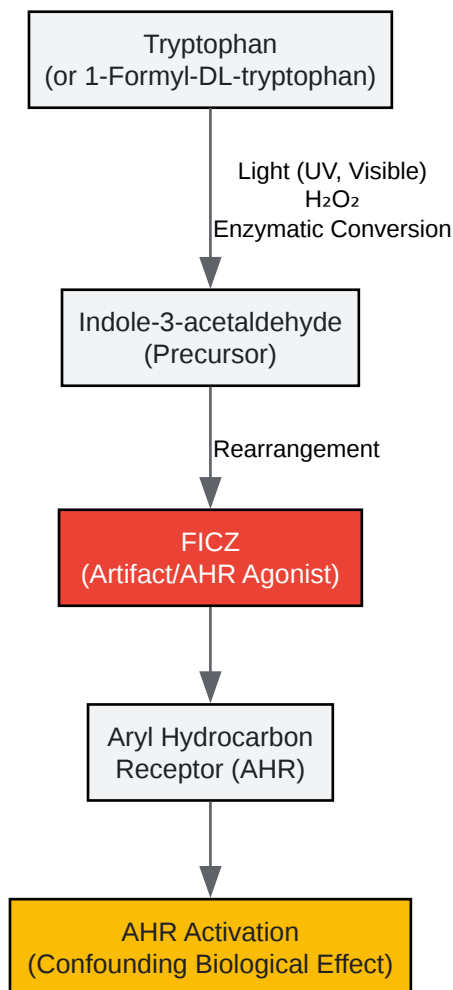 Tryptophan
(or 1-Formyl-DL-tryptophan)
Light (UV, Visible)
H₂O₂
Enzymatic Conversion
Indole-3-acetaldehyde
(Precursor)
Rearrangement
FICZ
(Artifact/AHR Agonist)
Aryl Hydrocarbon
Receptor (AHR)
AHR Activation
(Confounding Biological Effect)